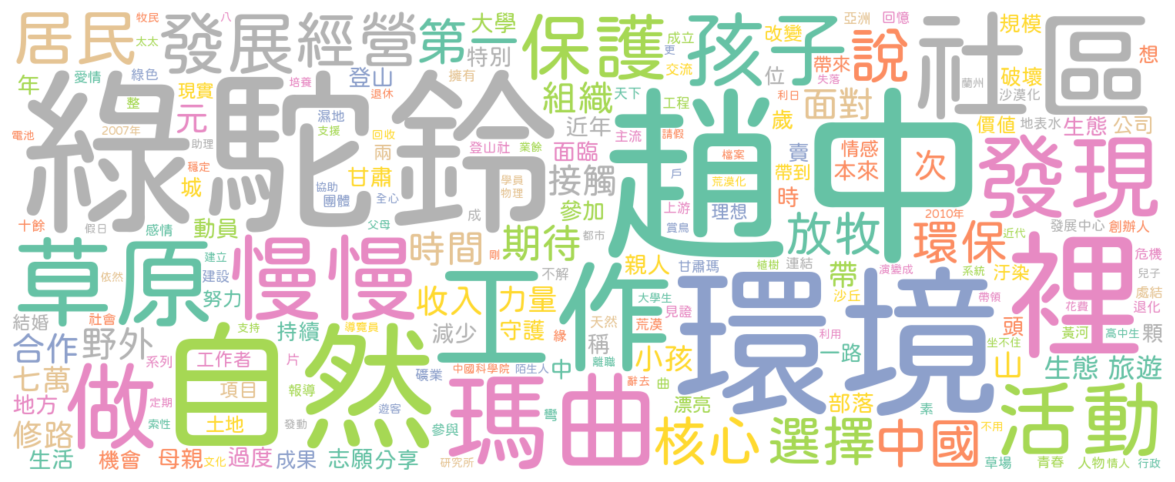 居民
發展經營
第一
大學
特別
保護
孩子
說
社區
規模
想
牧民
八
太太
愛情
綠色
年
現實
整
培養
登山
擁有
退休
成立
更
交流
改變
位
亞洲
回憶
帶來
失落
蘭州
破壞
沙漠化
組織
天下
工程
利日
面對
元
濕地
支援
綠駝鈴
趙中
電池
2007年
助理
穩定
城
回收
兩
近年
主流
請假
歲
價值
地表水
生態
公司
協助
團體
甘肅
全心
登山社
業餘
面臨
檔案
戶
荒漠化
賣
帶到
情感
本來
次
發現
學員
物理
接觸
上游
賞鳥
理想
時
十餘
假日
動員
感情
父母
成
參加
都市
放牧
環保
2010年
近代
發展中心
創辦人
草原
慢慢
時間
期待
剛
不解
親人
甘肅瑪
植樹
連結
帶
演變成
系統
汙染
危機
兒子
依然
建立
建設
努力
工作
環境
裡
收入
力量
大學生
見證
沙丘
帶領
花費
處結
退化
結婚
社會
支持
持續
導覽員
減少
守護
緣
天然
荒漠
利用
頭
黃河
高中生
坐不住
顆
合作
野外
自然
稱
小孩
離職
一路
山
生態
旅遊
系列
工作者
片
中國科學院
陌生人
中
七萬
做
項目
報導
礦業
辭去
曲
瑪曲
漂亮
部落
素
不用
活動
地方
定期
索性
土地
發動
遊客
參與
彎
核心
選擇
中國
修路
生活
機會
母親
文化
過度
成果
志願
分享
研究所
草場
青春
人物
情人
行政